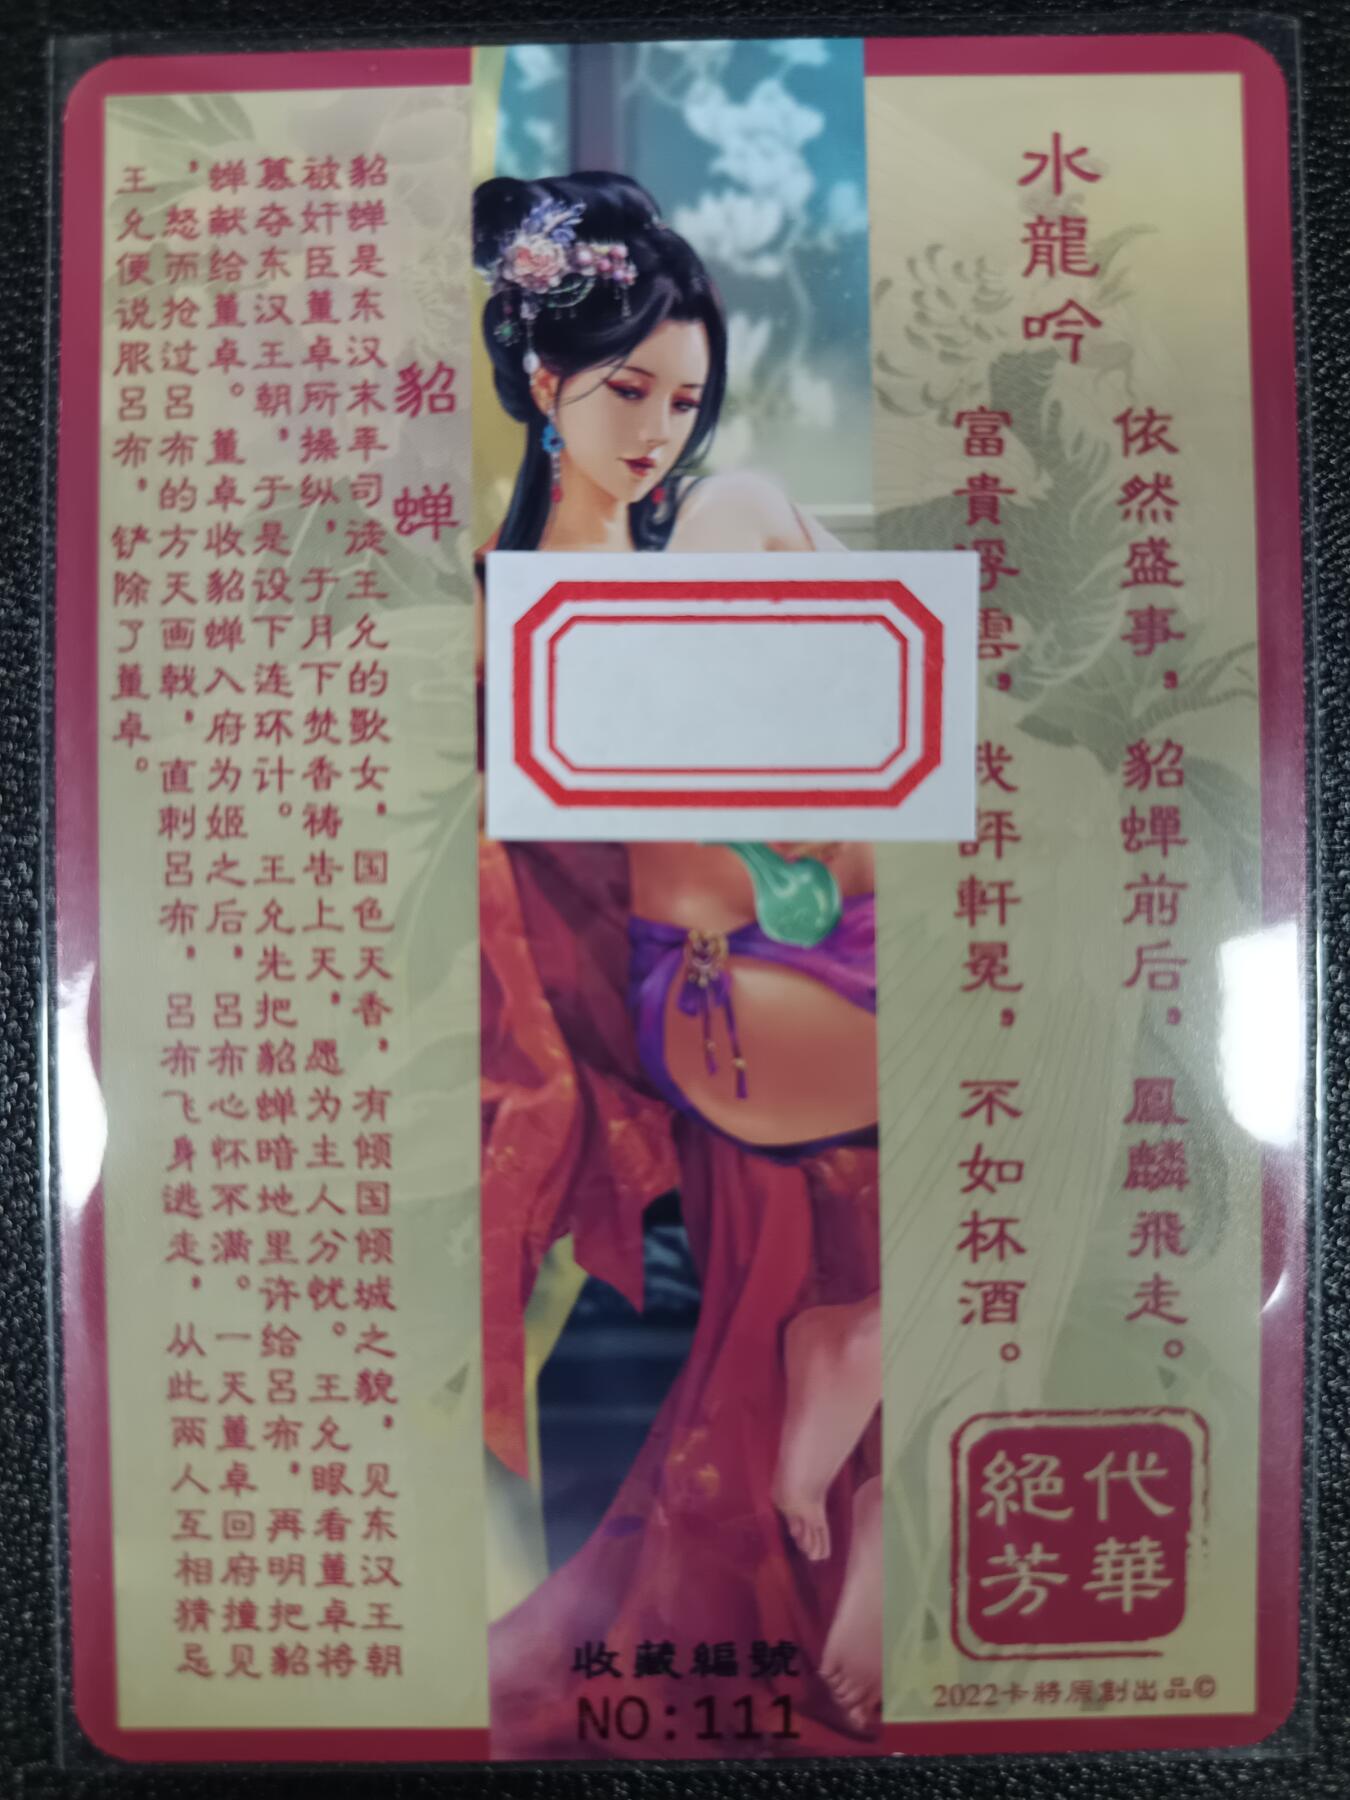 水龍吟
依然盛事，貂蟬前后，鳳麟飛走。
富貴浮雲，我評軒冕，不如杯酒。
絕代
芳華
2022卡將原創出品©
收藏編號
NO:111
貂蝉
貂蝉是东汉末年司徒王允的歌女，国色天香，有倾国倾城之貌，见东汉王朝
被奸臣董卓所操纵，于月下焚香祷告上天，愿为主人分忧。王允眼看董卓将
篡夺东汉王朝，于是设下连环计。王允先把貂蝉暗地里许给呂布，再明把貂
蝉献给董卓。董卓收貂蝉入府为姬之后，呂布心怀不满。一天董卓回府撞见
，怒而抢过呂布的方天画戟，直刺呂布，呂布飞身逃走，从此两人互相猜忌
王允便说服呂布，铲除了董卓。